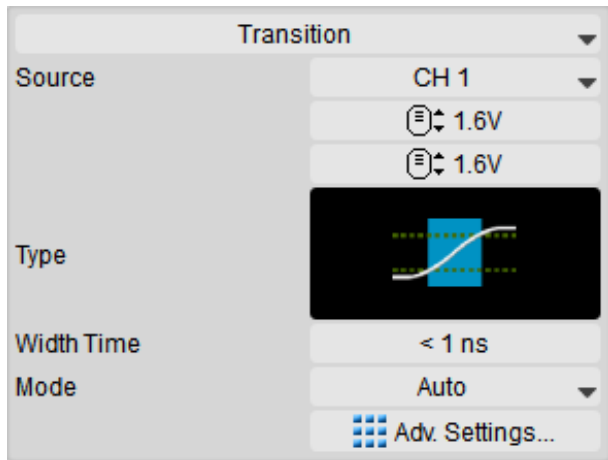 Transition
Source CH 1
1.6V
1.6V
Type
Width Time < 1 ns
Mode Auto
Adv. Settings...